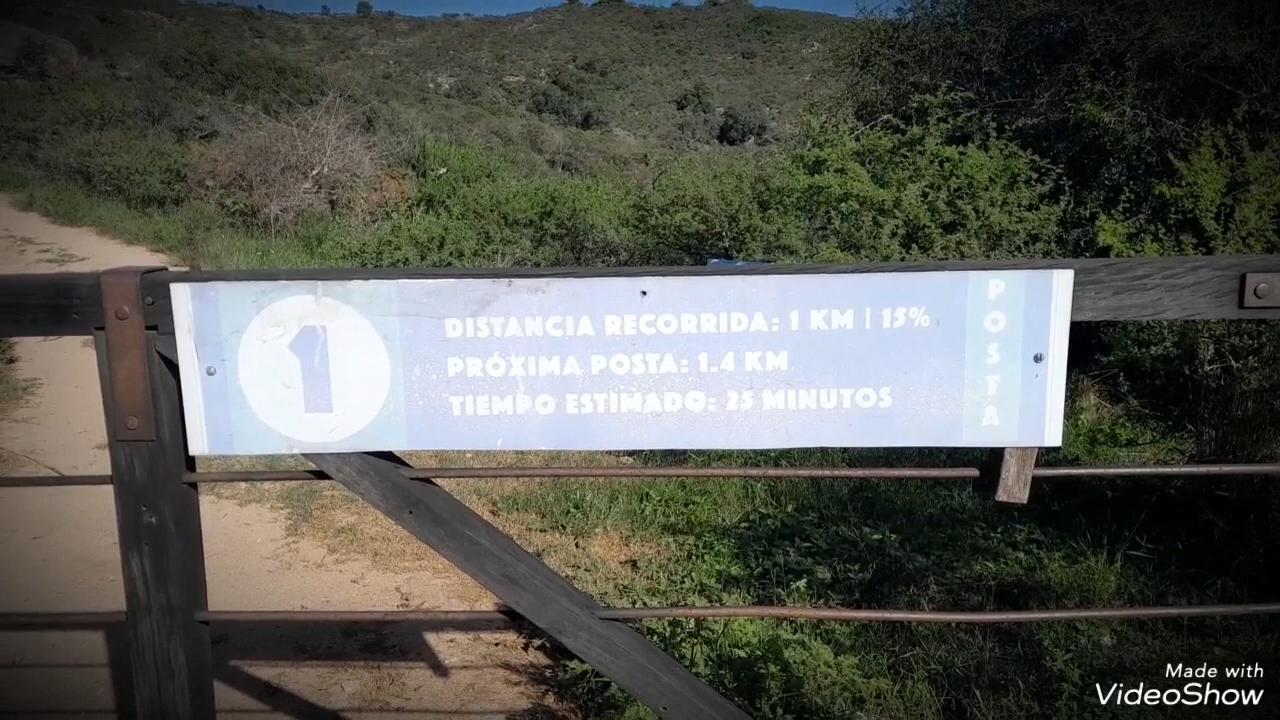 1
DISTANCIA RECORRIDA: 1 KM | 15%
PRÓXIMA POSTA: 1.4 KM
TIEMPO ESTIMADO: 25 MINUTOS
POSTA
Made with
VideoShow